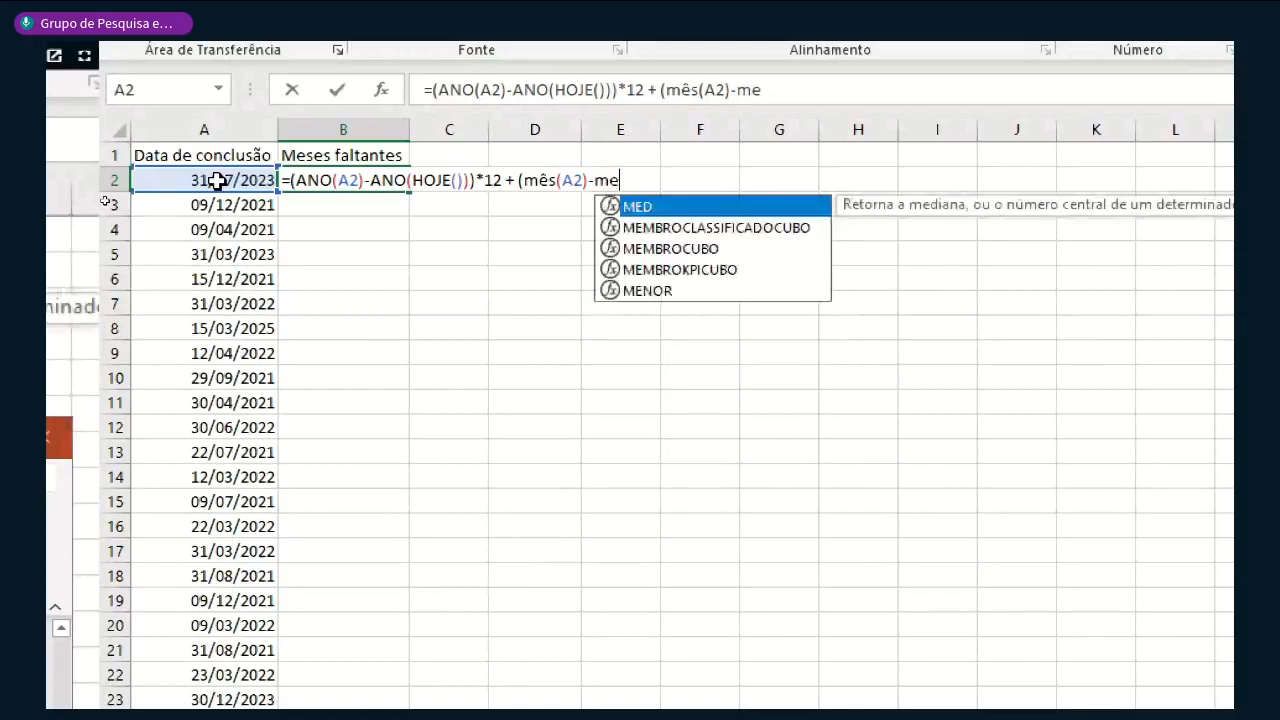 Grupo de Pesquisa e...
Área de Transferência Fonte Alinhamento Número
A2 fx =(ANO(A2)-ANO(HOJE()))*12 + (mês(A2)-me
A B C D E F G H I J K L
1 Data de conclusão Meses faltantes
2 31/07/2023 =(ANO(A2)-ANO(HOJE()))*12 + (mês(A2)-me
3 09/12/2021 MED Retorna a mediana, ou o número central de um determinad
4 09/04/2021 MEMBROCLASSIFICADOCUBO
5 31/03/2023 MEMBROCUBO
6 15/12/2021 MEMBROKPICUBO
7 31/03/2022 MENOR
8 15/03/2025
9 12/04/2022
10 29/09/2021
11 30/04/2021
12 30/06/2022
13 22/07/2021
14 12/03/2022
15 09/07/2021
16 22/03/2022
17 31/03/2022
18 31/08/2021
19 09/12/2021
20 09/03/2022
21 31/08/2021
22 23/03/2022
23 30/12/2023